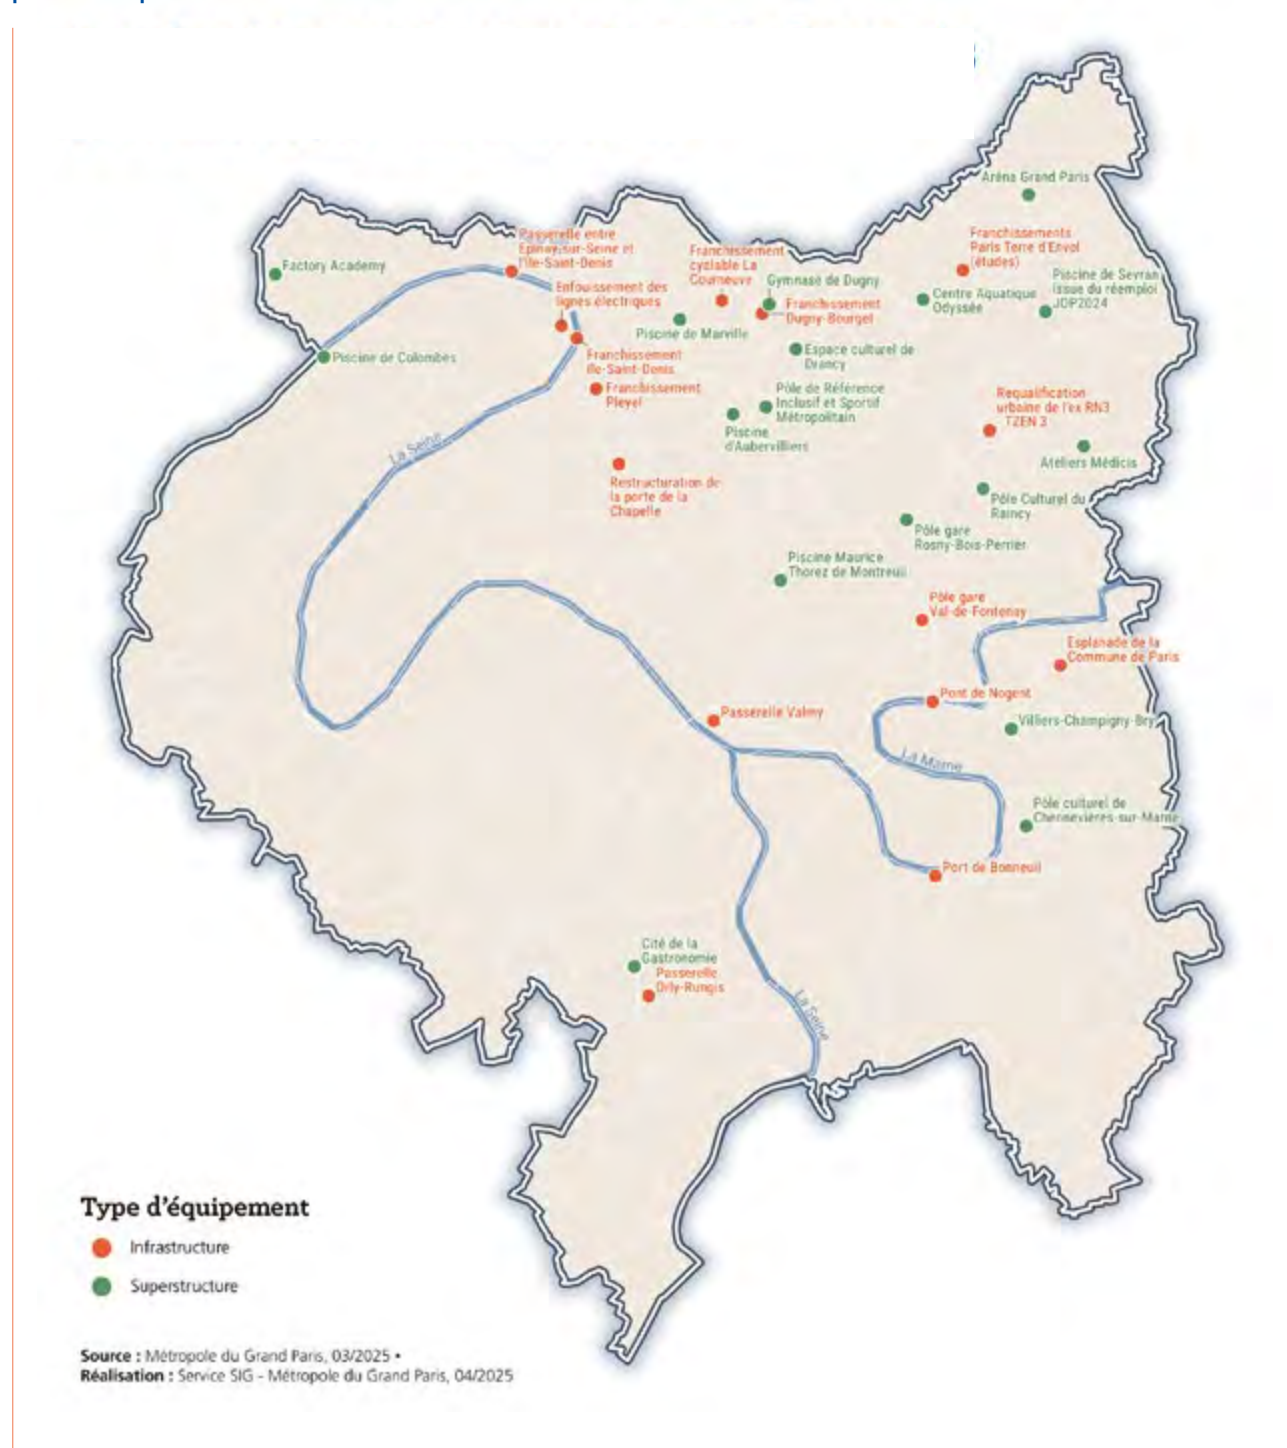 Aréna Grand Paris
Franchissements
Paris Terre d'Envol
(études)
Passerelle entre
Epinay-sur-Seine et
l'Ile-Saint-Denis
Franchissement
cyclable La
Courneuve
Factory Academy
Gymnase de Dugny
Piscine de Sevran
issue du réemploi
JOP2024
Enfouissement des
lignes électriques
Centre Aquatique
Odyssée
Franchissement
Dugny-Bourget
Piscine de Marville
Piscine de Colombes
Franchissement
Ile-Saint-Denis
Espace culturel de
Drancy
Franchissement
Pleyel
Pôle de Référence
Inclusif et Sportif
Métropolitain
Requalification
urbaine de l'ex RN3
TZEN 3
Piscine
d'Aubervilliers
La Seine
Ateliers Médicis
Restructuration de
la porte de la
Chapelle
Pôle Culturel du
Raincy
Pôle gare
Rosny-Bois-Perrier
Piscine Maurice
Thorez de Montreuil
Pôle gare
Val-de-Fontenay
Esplanade de la
Commune de Paris
Pont de Nogent
Passerelle Valmy
Villiers-Champigny-Bry
La Marne
Pôle culturel de
Chennevières-sur-Marne
Port de Bonneuil
Cité de la
Gastronomie
Passerelle
Orly-Rungis
La Seine
Type d'équipement
Infrastructure
Superstructure
Source : Métropole du Grand Paris, 03/2025 •
Réalisation : Service SIG - Métropole du Grand Paris, 04/2025